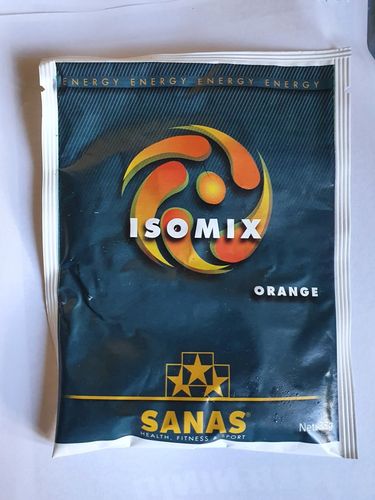 ENERGY ENERGY ENERGY ENERGY
ISOMIX
ORANGE
SANAS®
HEALTH, FITNESS & SPORT